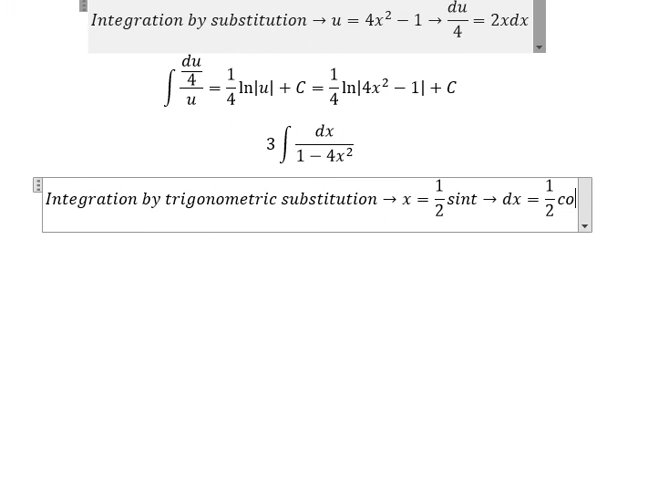 Integration by substitution → u = 4x² − 1 → du/4 = 2xdx
∫ (du/4)/u = 1/4 ln|u| + C = 1/4 ln|4x² − 1| + C
3 ∫ dx/(1 − 4x²)
Integration by trigonometric substitution → x = 1/2 sint → dx = 1/2 co